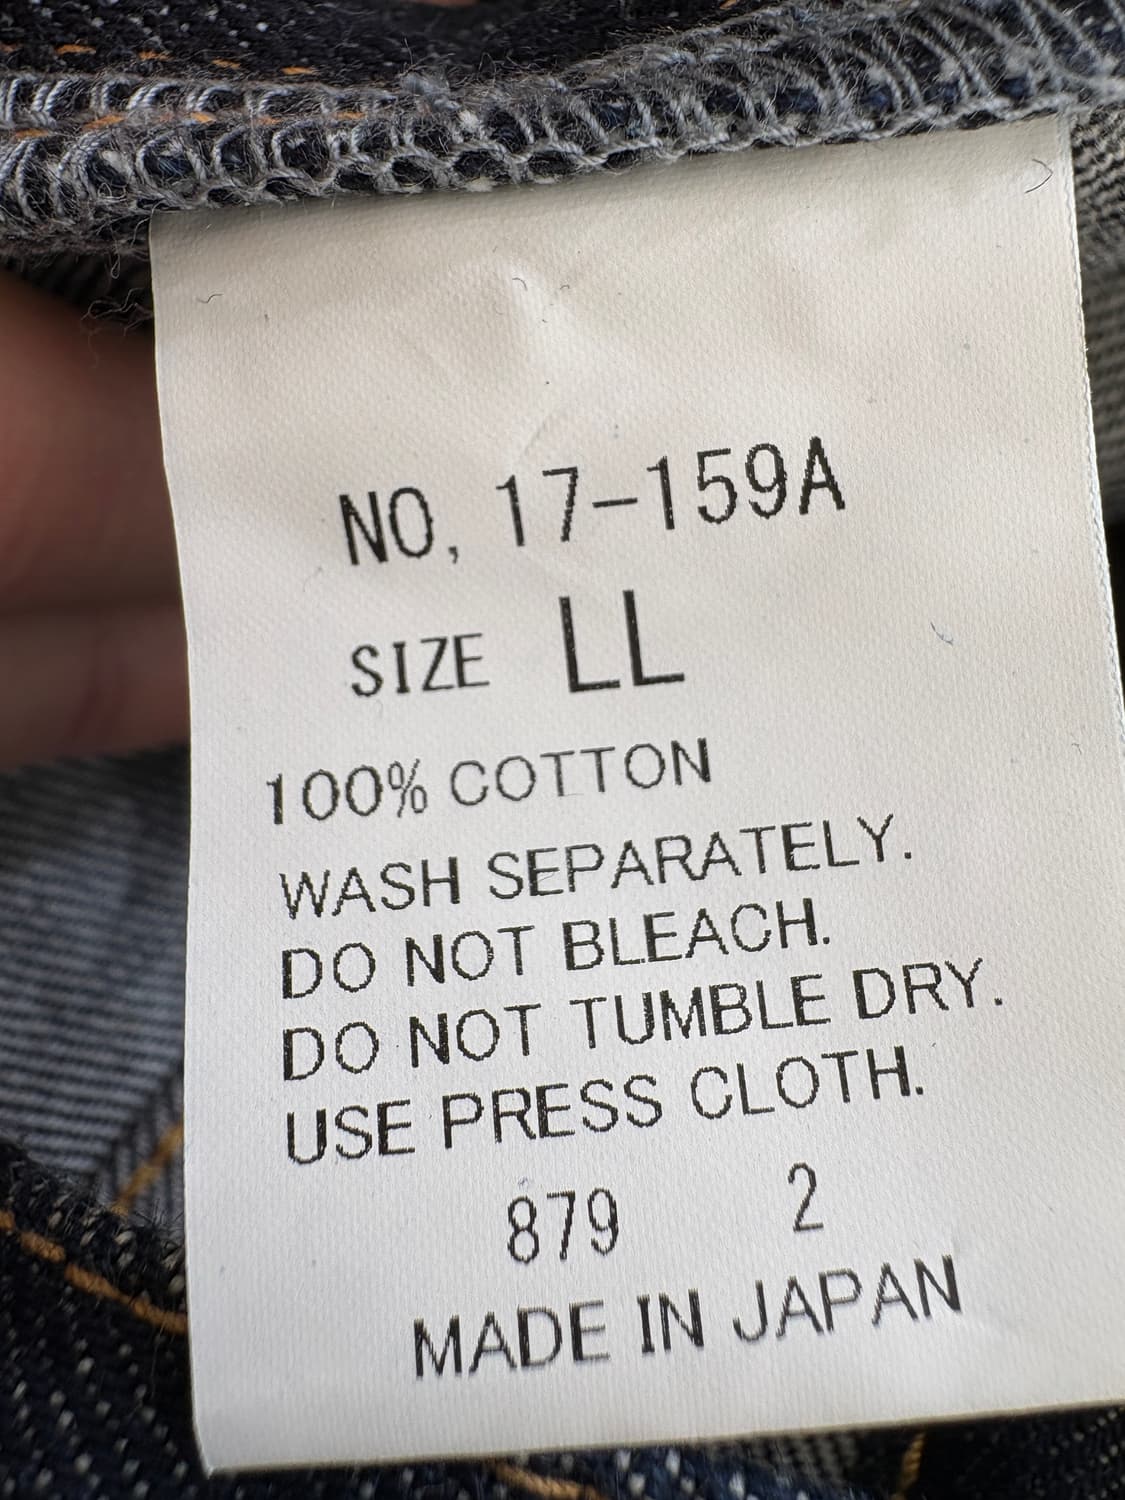 NO, 17-159A
SIZE LL
100% COTTON
WASH SEPARATELY.
DO NOT BLEACH.
DO NOT TUMBLE DRY.
USE PRESS CLOTH.
879 2
MADE IN JAPAN